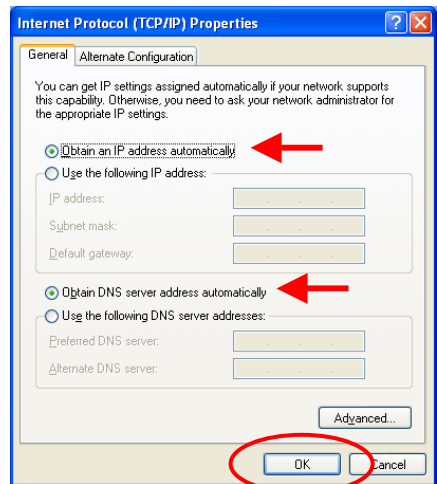 Internet Protocol (TCP/IP) Properties
General
Alternate Configuration
You can get IP settings assigned automatically if your network supports
this capability. Otherwise, you need to ask your network administrator for
the appropriate IP settings.
Obtain an IP address automatically
Use the following IP address:
IP address:
Subnet mask:
Default gateway:
Obtain DNS server address automatically
Use the following DNS server addresses:
Preferred DNS server:
Alternate DNS server:
Advanced...
OK
Cancel